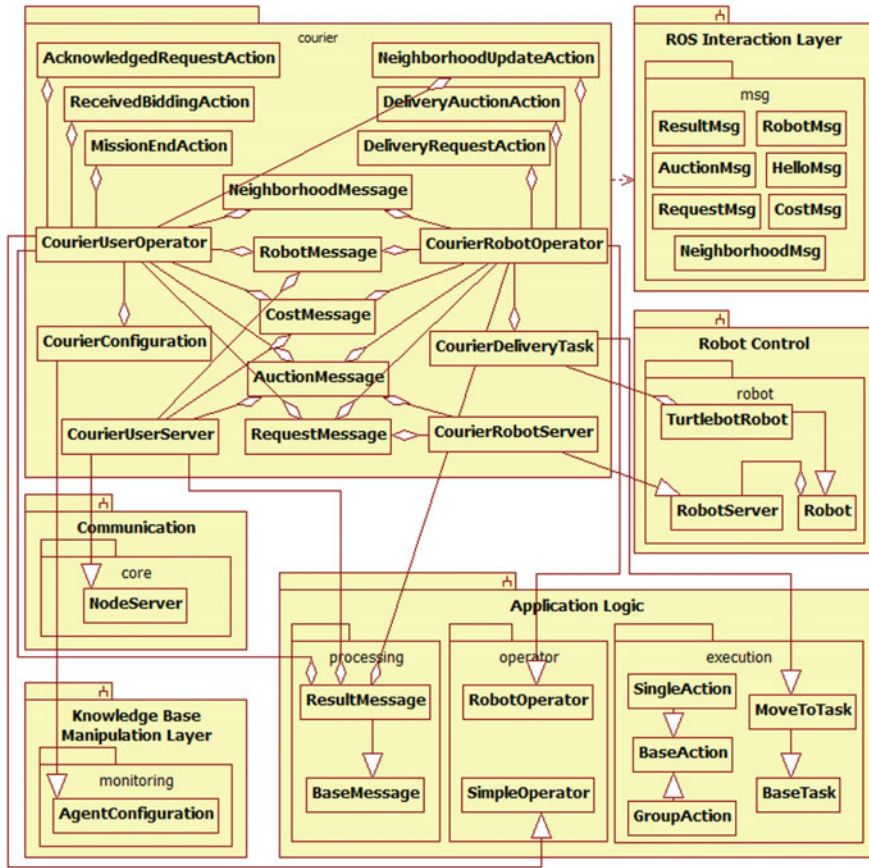 courier
AcknowledgedRequestAction
NeighborhoodUpdateAction
ReceivedBiddingAction
DeliveryAuctionAction
MissionEndAction
DeliveryRequestAction
NeighborhoodMessage
CourierUserOperator
CourierRobotOperator
RobotMessage
CostMessage
CourierConfiguration
CourierDeliveryTask
AuctionMessage
CourierUserServer
RequestMessage
CourierRobotServer
ROS Interaction Layer
msg
ResultMsg
RobotMsg
AuctionMsg
HelloMsg
RequestMsg
CostMsg
NeighborhoodMsg
Robot Control
robot
TurtlebotRobot
RobotServer
Robot
Communication
core
NodeServer
Knowledge Base
Manipulation Layer
monitoring
AgentConfiguration
Application Logic
processing
ResultMessage
BaseMessage
operator
RobotOperator
SimpleOperator
execution
SingleAction
MoveToTask
BaseAction
BaseTask
GroupAction